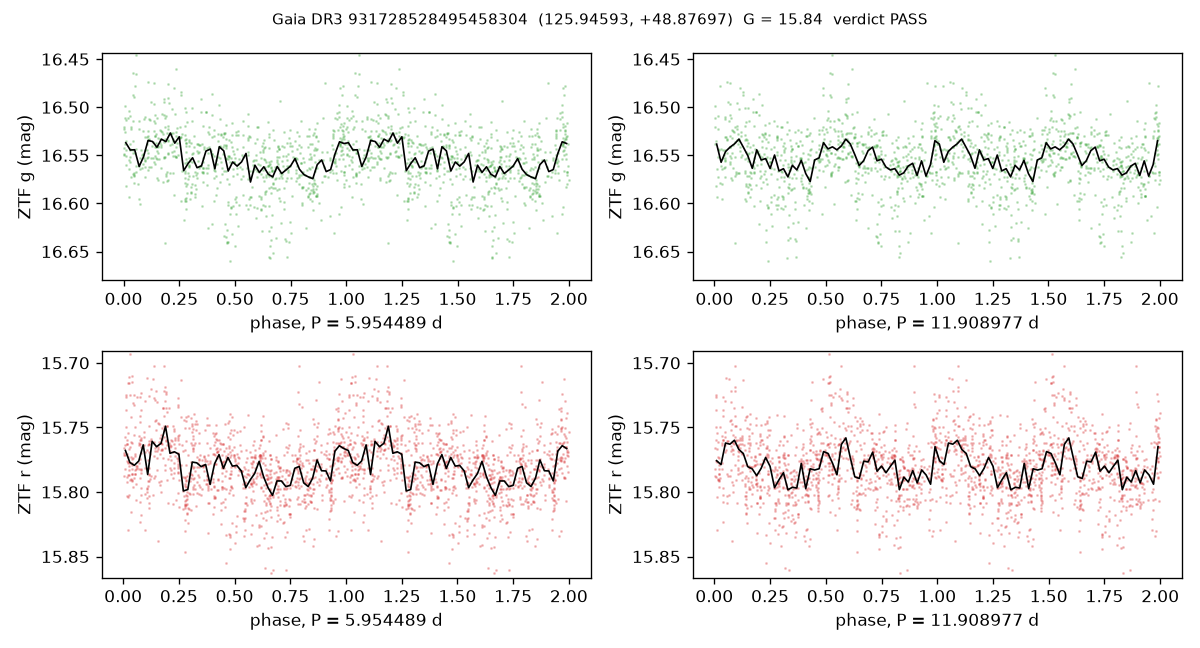 Gaia DR3 931728528495458304 (125.94593, +48.87697) G = 15.84 verdict PASS
ZTF g (mag)
16.45
16.50
16.55
16.60
16.65
0.00 0.25 0.50 0.75 1.00 1.25 1.50 1.75 2.00
phase, P = 5.954489 d
ZTF g (mag)
16.45
16.50
16.55
16.60
16.65
0.00 0.25 0.50 0.75 1.00 1.25 1.50 1.75 2.00
phase, P = 11.908977 d
ZTF r (mag)
15.70
15.75
15.80
15.85
0.00 0.25 0.50 0.75 1.00 1.25 1.50 1.75 2.00
phase, P = 5.954489 d
ZTF r (mag)
15.70
15.75
15.80
15.85
0.00 0.25 0.50 0.75 1.00 1.25 1.50 1.75 2.00
phase, P = 11.908977 d